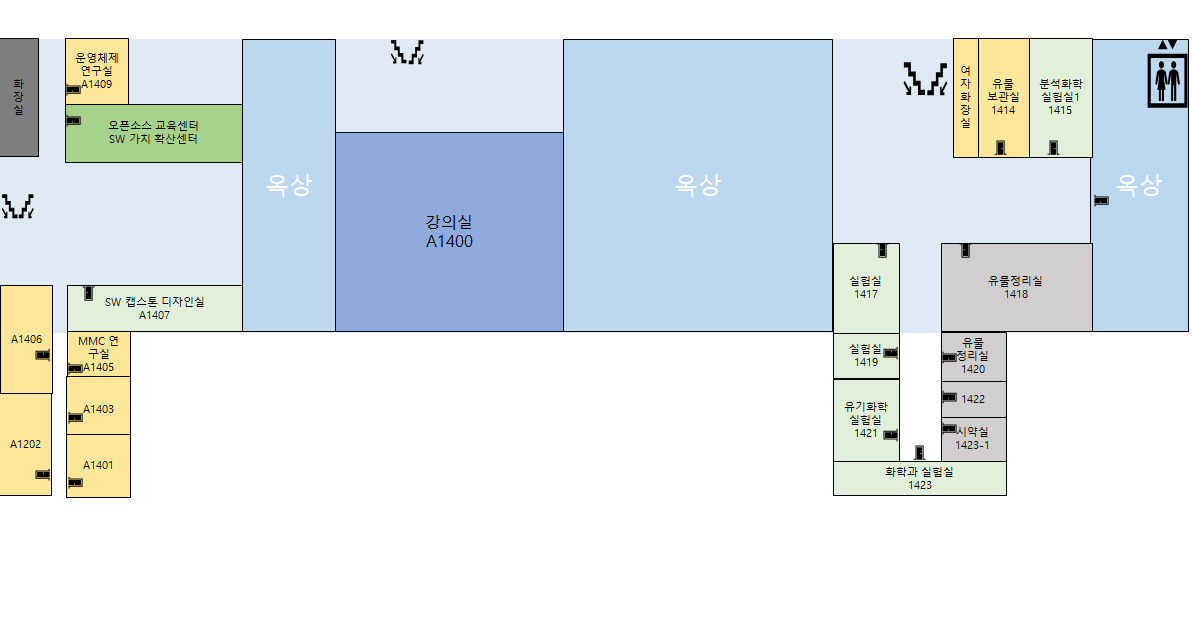 화
장
실
운영체제
연구실
A1409
오픈소스 교육센터
SW 가치 확산센터
옥상
강의실
A1400
옥상
여
자
화
장
실
유물
보관실
1414
분석화학
실험실1
1415
옥상
SW 캡스톤 디자인실
A1407
A1406
MMC 연
구실
A1405
A1403
A1202
A1401
실험실
1417
유물정리실
1418
실험실
1419
유물
정리실
1420
유기화학
실험실
1421
1422
시약실
1423-1
화학과 실험실
1423